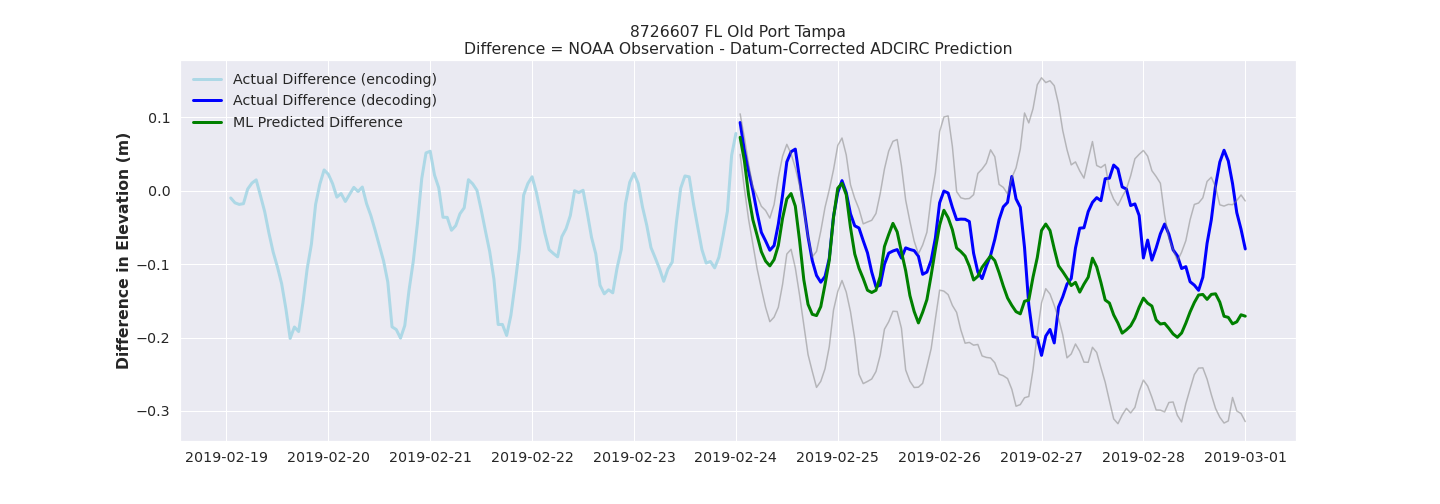 8726607 FL Old Port Tampa
Difference = NOAA Observation - Datum-Corrected ADCIRC Prediction
Actual Difference (encoding)
Actual Difference (decoding)
ML Predicted Difference
Difference in Elevation (m)
0.1
0.0
−0.1
−0.2
−0.3
2019-02-19 2019-02-20 2019-02-21 2019-02-22 2019-02-23 2019-02-24 2019-02-25 2019-02-26 2019-02-27 2019-02-28 2019-03-01